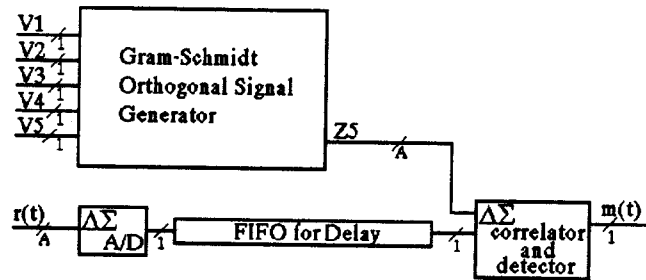 V1
1
V2
1
V3
1
V4
1
V5
1
Gram-Schmidt
Orthogonal Signal
Generator
Z5
A
r(t)
A
ΔΣ
A/D
1
FIFO for Delay
1
ΔΣ
correlator
and
detector
m(t)
1